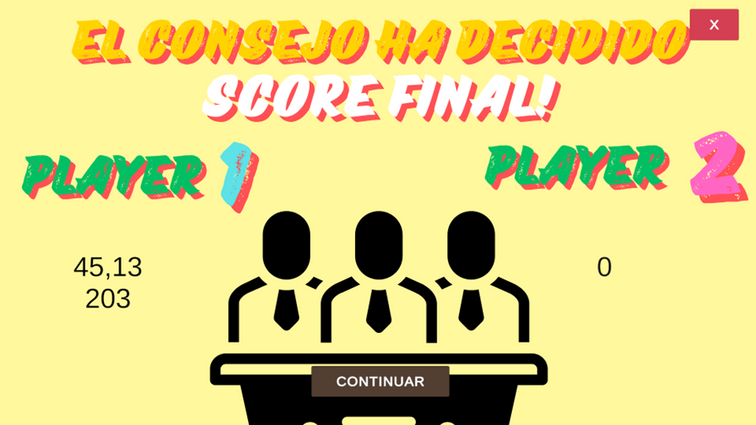 EL CONSEJO HA DECIDIDO
X
SCORE FINAL!
PLAYER 1
PLAYER 2
45,13
203
0
CONTINUAR